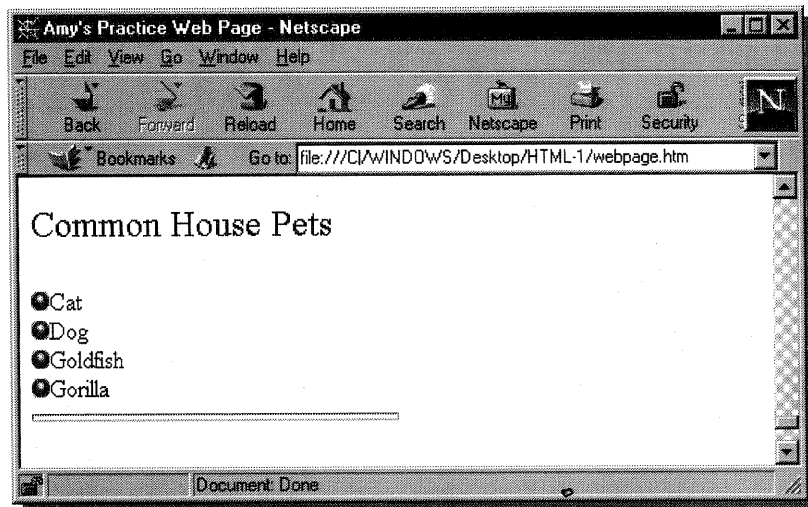 Amy's Practice Web Page - Netscape
File Edit View Go Window Help
Back Forward Reload Home Search Netscape Print Security
My N
Bookmarks Go to: file:///C|/WINDOWS/Desktop/HTML-1/webpage.htm
Common House Pets
Cat
Dog
Goldfish
Gorilla
Document: Done